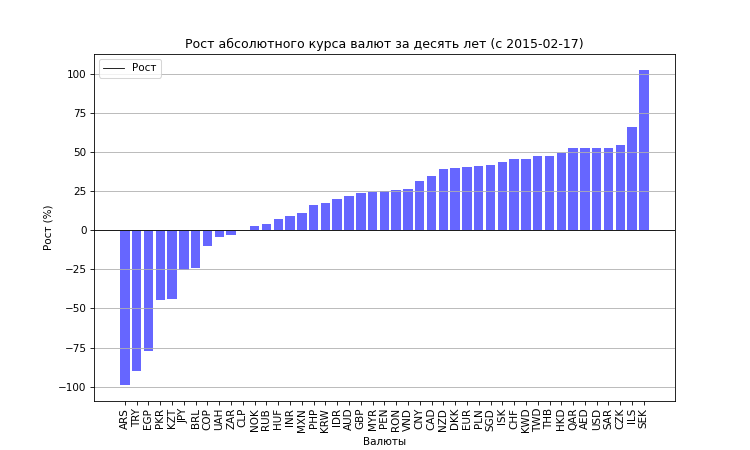 Рост абсолютного курса валют за десять лет (с 2015-02-17)
Рост
100
75
50
25
0
−25
−50
−75
−100
Рост (%)
ARS TRY EGP PKR KZT JPY BRL COP UAH ZAR CLP NOK RUB HUF INR MXN PHP KRW IDR AUD GBP MYR PEN RON VND CNY CAD NZD DKK EUR PLN SGD ISK CHF KWD TWD THB HKD QAR AED USD SAR CZK ILS SEK
Валюты